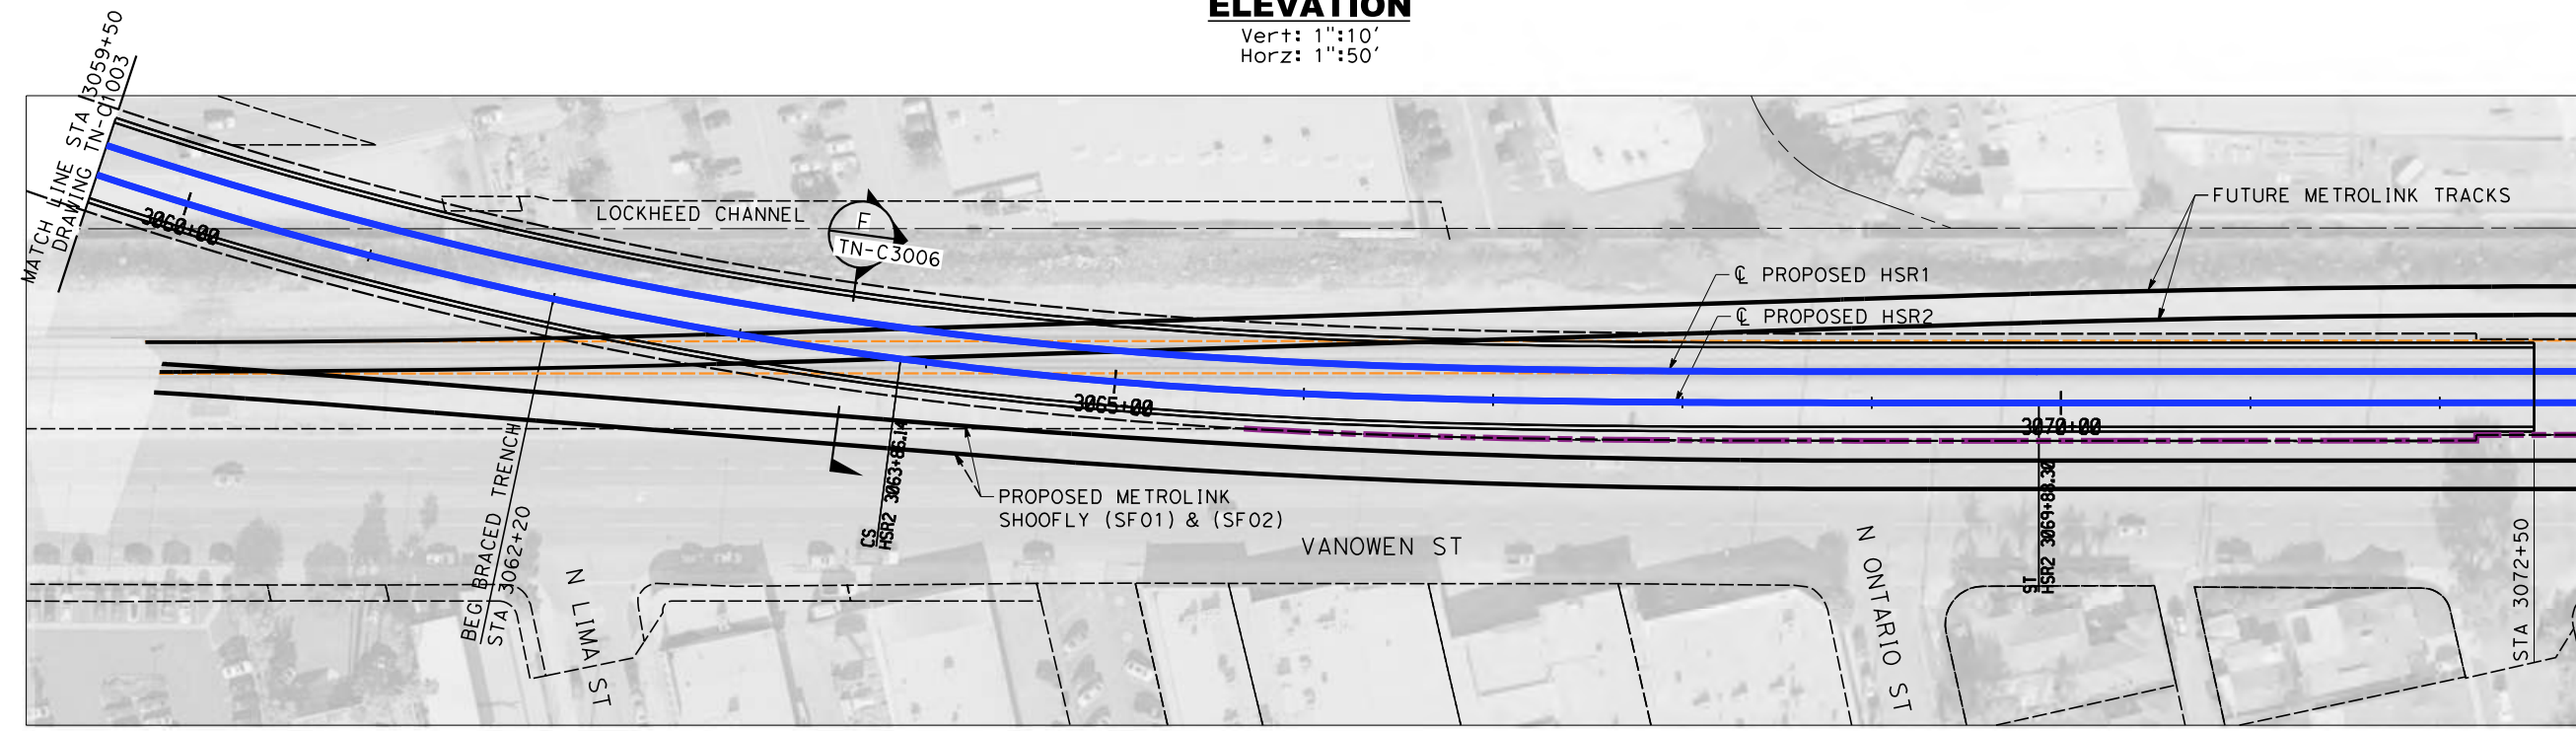 ELEVATION
Vert: 1":10'
Horz: 1":50'
MATCH LINE STA 3059+50
DRAWING TN-C1003
3060+00
LOCKHEED CHANNEL
F
TN-C3006
FUTURE METROLINK TRACKS
℄ PROPOSED HSR1
℄ PROPOSED HSR2
3065+00
3070+00
BEG BRACED TRENCH
STA 3062+20
CS
HSR2 3063+86.14
PROPOSED METROLINK
SHOOFLY (SF01) & (SF02)
VANOWEN ST
N LIMA ST
N ONTARIO ST
ST
HSR2 3069+88.30
STA 3072+50